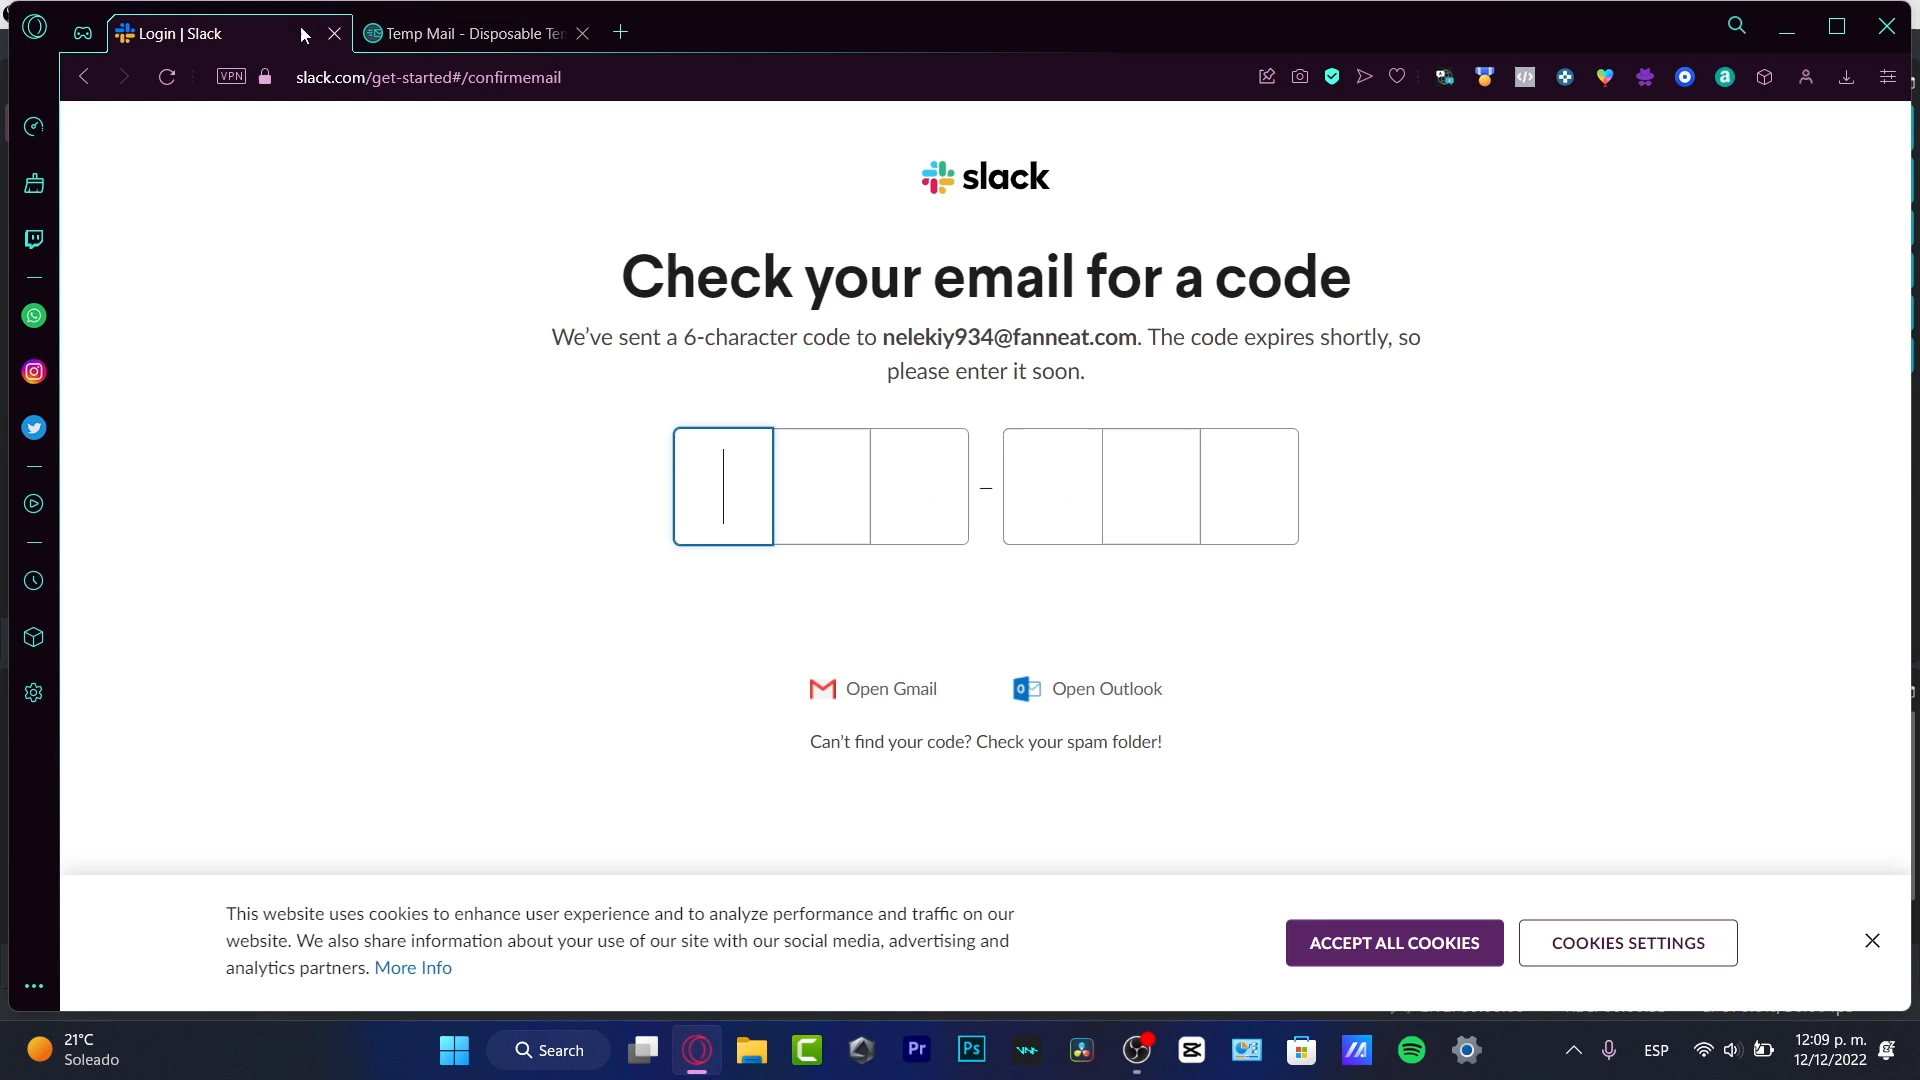 Login | Slack
Temp Mail - Disposable Te
VPN
slack.com/get-started#/confirmemail
slack
Check your email for a code
We've sent a 6-character code to nelekiy934@fanneat.com. The code expires shortly, so
please enter it soon.
–
Open Gmail
Open Outlook
Can't find your code? Check your spam folder!
This website uses cookies to enhance user experience and to analyze performance and traffic on our
website. We also share information about your use of our site with our social media, advertising and
analytics partners. More Info
ACCEPT ALL COOKIES
COOKIES SETTINGS
21°C
Soleado
Search
Pr
Ps
ESP
12:09 p. m.
12/12/2022